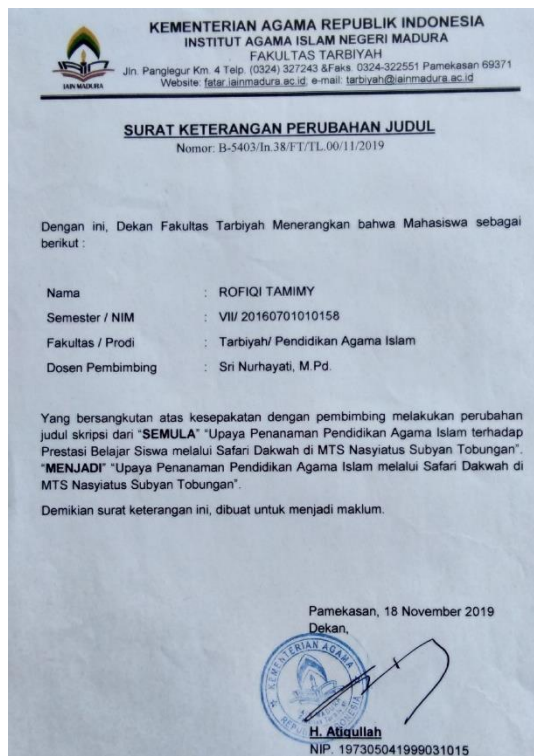 KEMENTERIAN AGAMA REPUBLIK INDONESIA
INSTITUT AGAMA ISLAM NEGERI MADURA
FAKULTAS TARBIYAH
Jln. Panglegur Km. 4 Telp. (0324) 327243 &Faks. 0324-322551 Pamekasan 69371
Website: fatar.iainmadura.ac.id, e-mail: tarbiyah@iainmadura.ac.id
IAIN MADURA
SURAT KETERANGAN PERUBAHAN JUDUL
Nomor: B-5403/In.38/FT/TL.00/11/2019
Dengan ini, Dekan Fakultas Tarbiyah Menerangkan bahwa Mahasiswa sebagai
berikut :
Nama : ROFIQI TAMIMY
Semester / NIM : VII/ 20160701010158
Fakultas / Prodi : Tarbiyah/ Pendidikan Agama Islam
Dosen Pembimbing : Sri Nurhayati, M.Pd.
Yang bersangkutan atas kesepakatan dengan pembimbing melakukan perubahan
judul skripsi dari "SEMULA" "Upaya Penanaman Pendidikan Agama Islam terhadap
Prestasi Belajar Siswa melalui Safari Dakwah di MTS Nasyiatus Subyan Tobungan".
"MENJADI" "Upaya Penanaman Pendidikan Agama Islam melalui Safari Dakwah di
MTS Nasyiatus Subyan Tobungan".
Demikian surat keterangan ini, dibuat untuk menjadi maklum.
Pamekasan, 18 November 2019
Dekan,
KEMENTERIAN AGAMA
REPUBLIK INDONESIA
H. Atiqullah
NIP. 197305041999031015